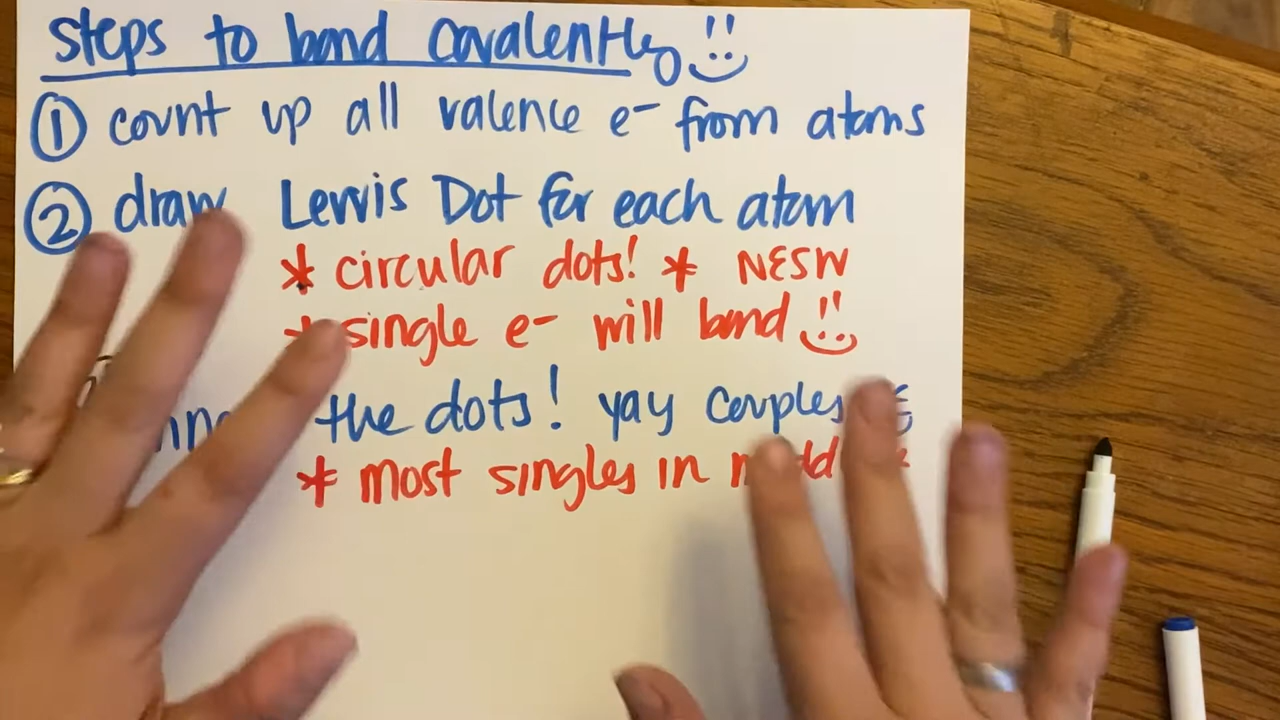 steps to bond covalently
① count up all valence e- from atoms
② draw Lewis Dot for each atom
* circular dots! * NESW
* single e- will bond
the dots! yay couples
* most singles in